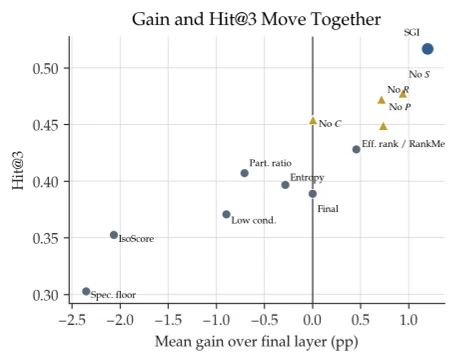 Gain and Hit@3 Move Together
SGI
No S
No R
No P
No C
Eff. rank / RankMe
Part. ratio
Entropy
Final
Low cond.
IsoScore
Spec. floor
Hit@3
0.50
0.45
0.40
0.35
0.30
−2.5 −2.0 −1.5 −1.0 −0.5 0.0 0.5 1.0
Mean gain over final layer (pp)